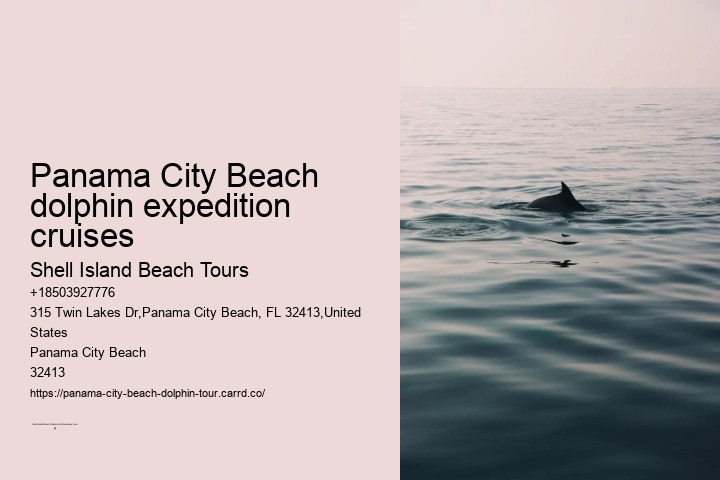 Panama City Beach
dolphin expedition
cruises
Shell Island Beach Tours
+18503927776
315 Twin Lakes Dr,Panama City Beach, FL 32413,United
States
Panama City Beach
32413
https://panama-city-beach-dolphin-tour.carrd.co/